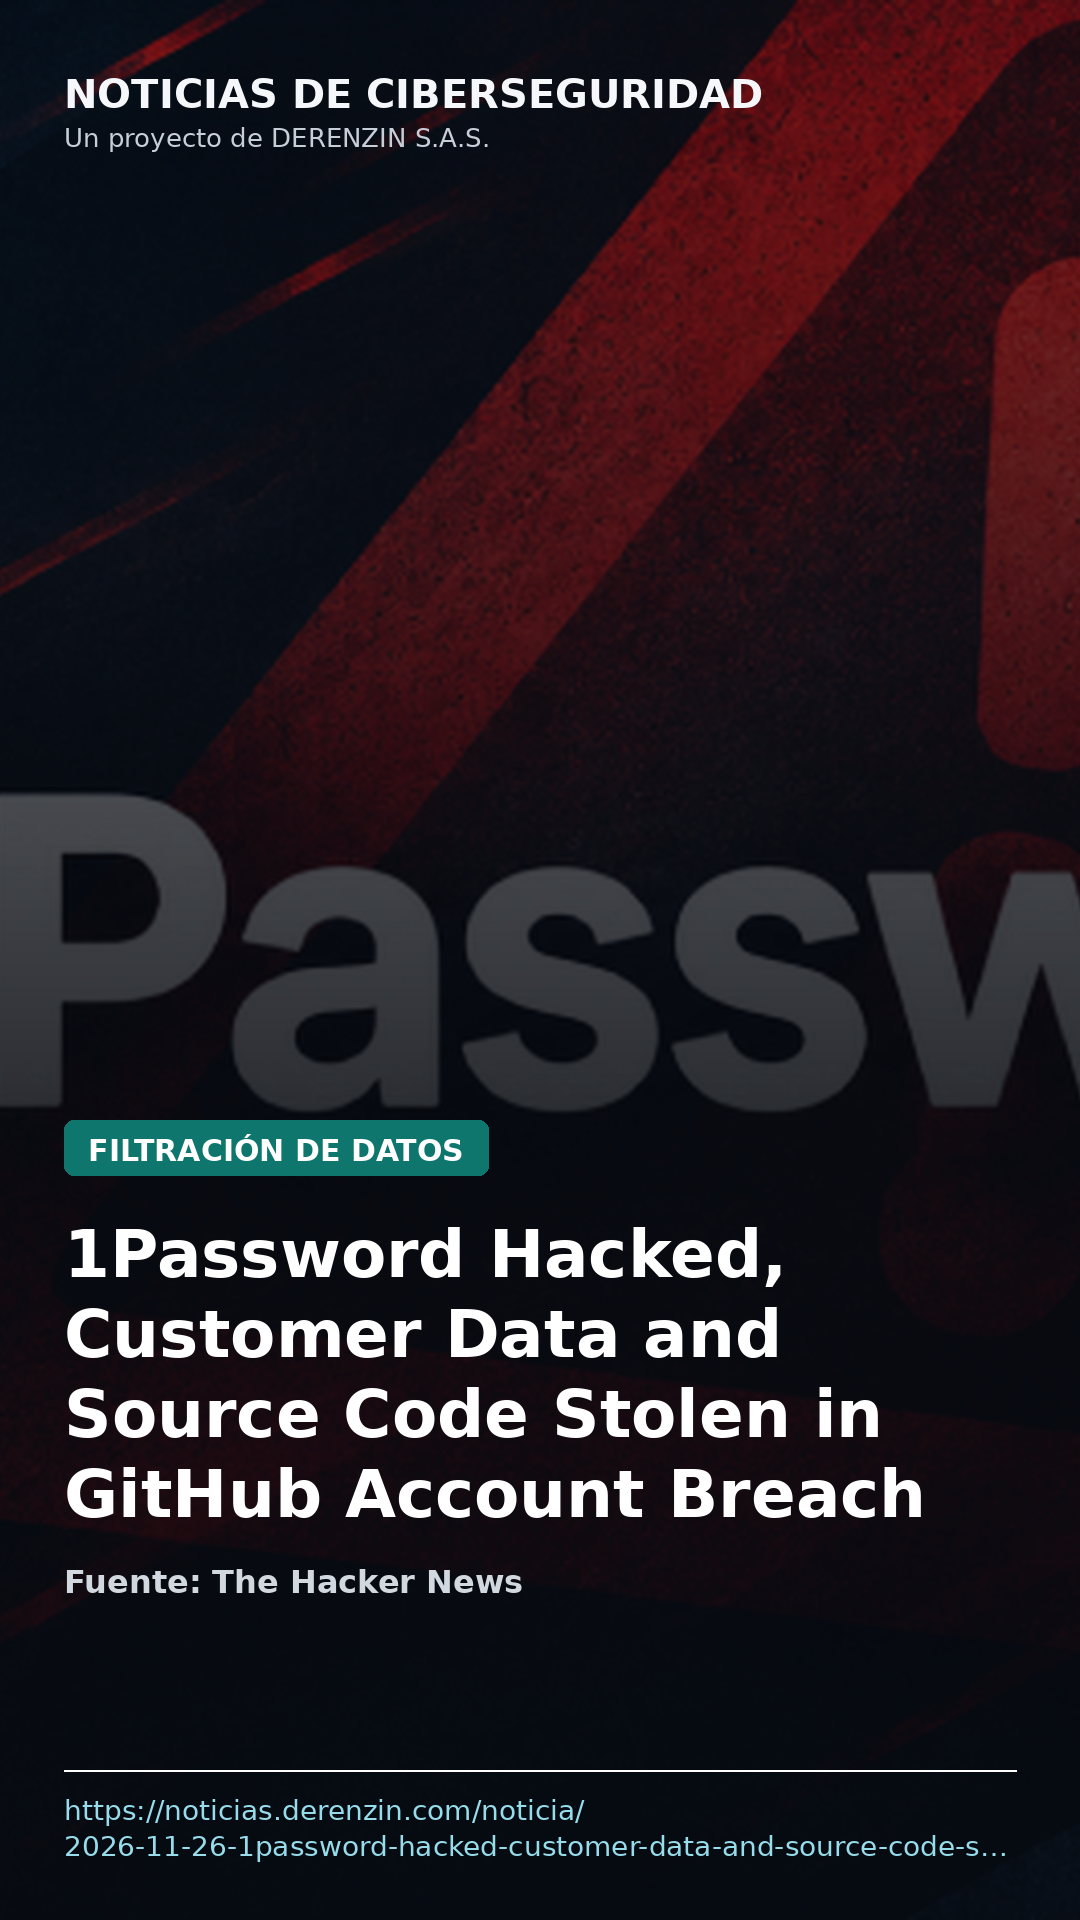 NOTICIAS DE CIBERSEGURIDAD
Un proyecto de DERENZIN S.A.S.
Passw
FILTRACIÓN DE DATOS
1Password Hacked,
Customer Data and
Source Code Stolen in
GitHub Account Breach
Fuente: The Hacker News
https://noticias.derenzin.com/noticia/
2026-11-26-1password-hacked-customer-data-and-source-code-s...